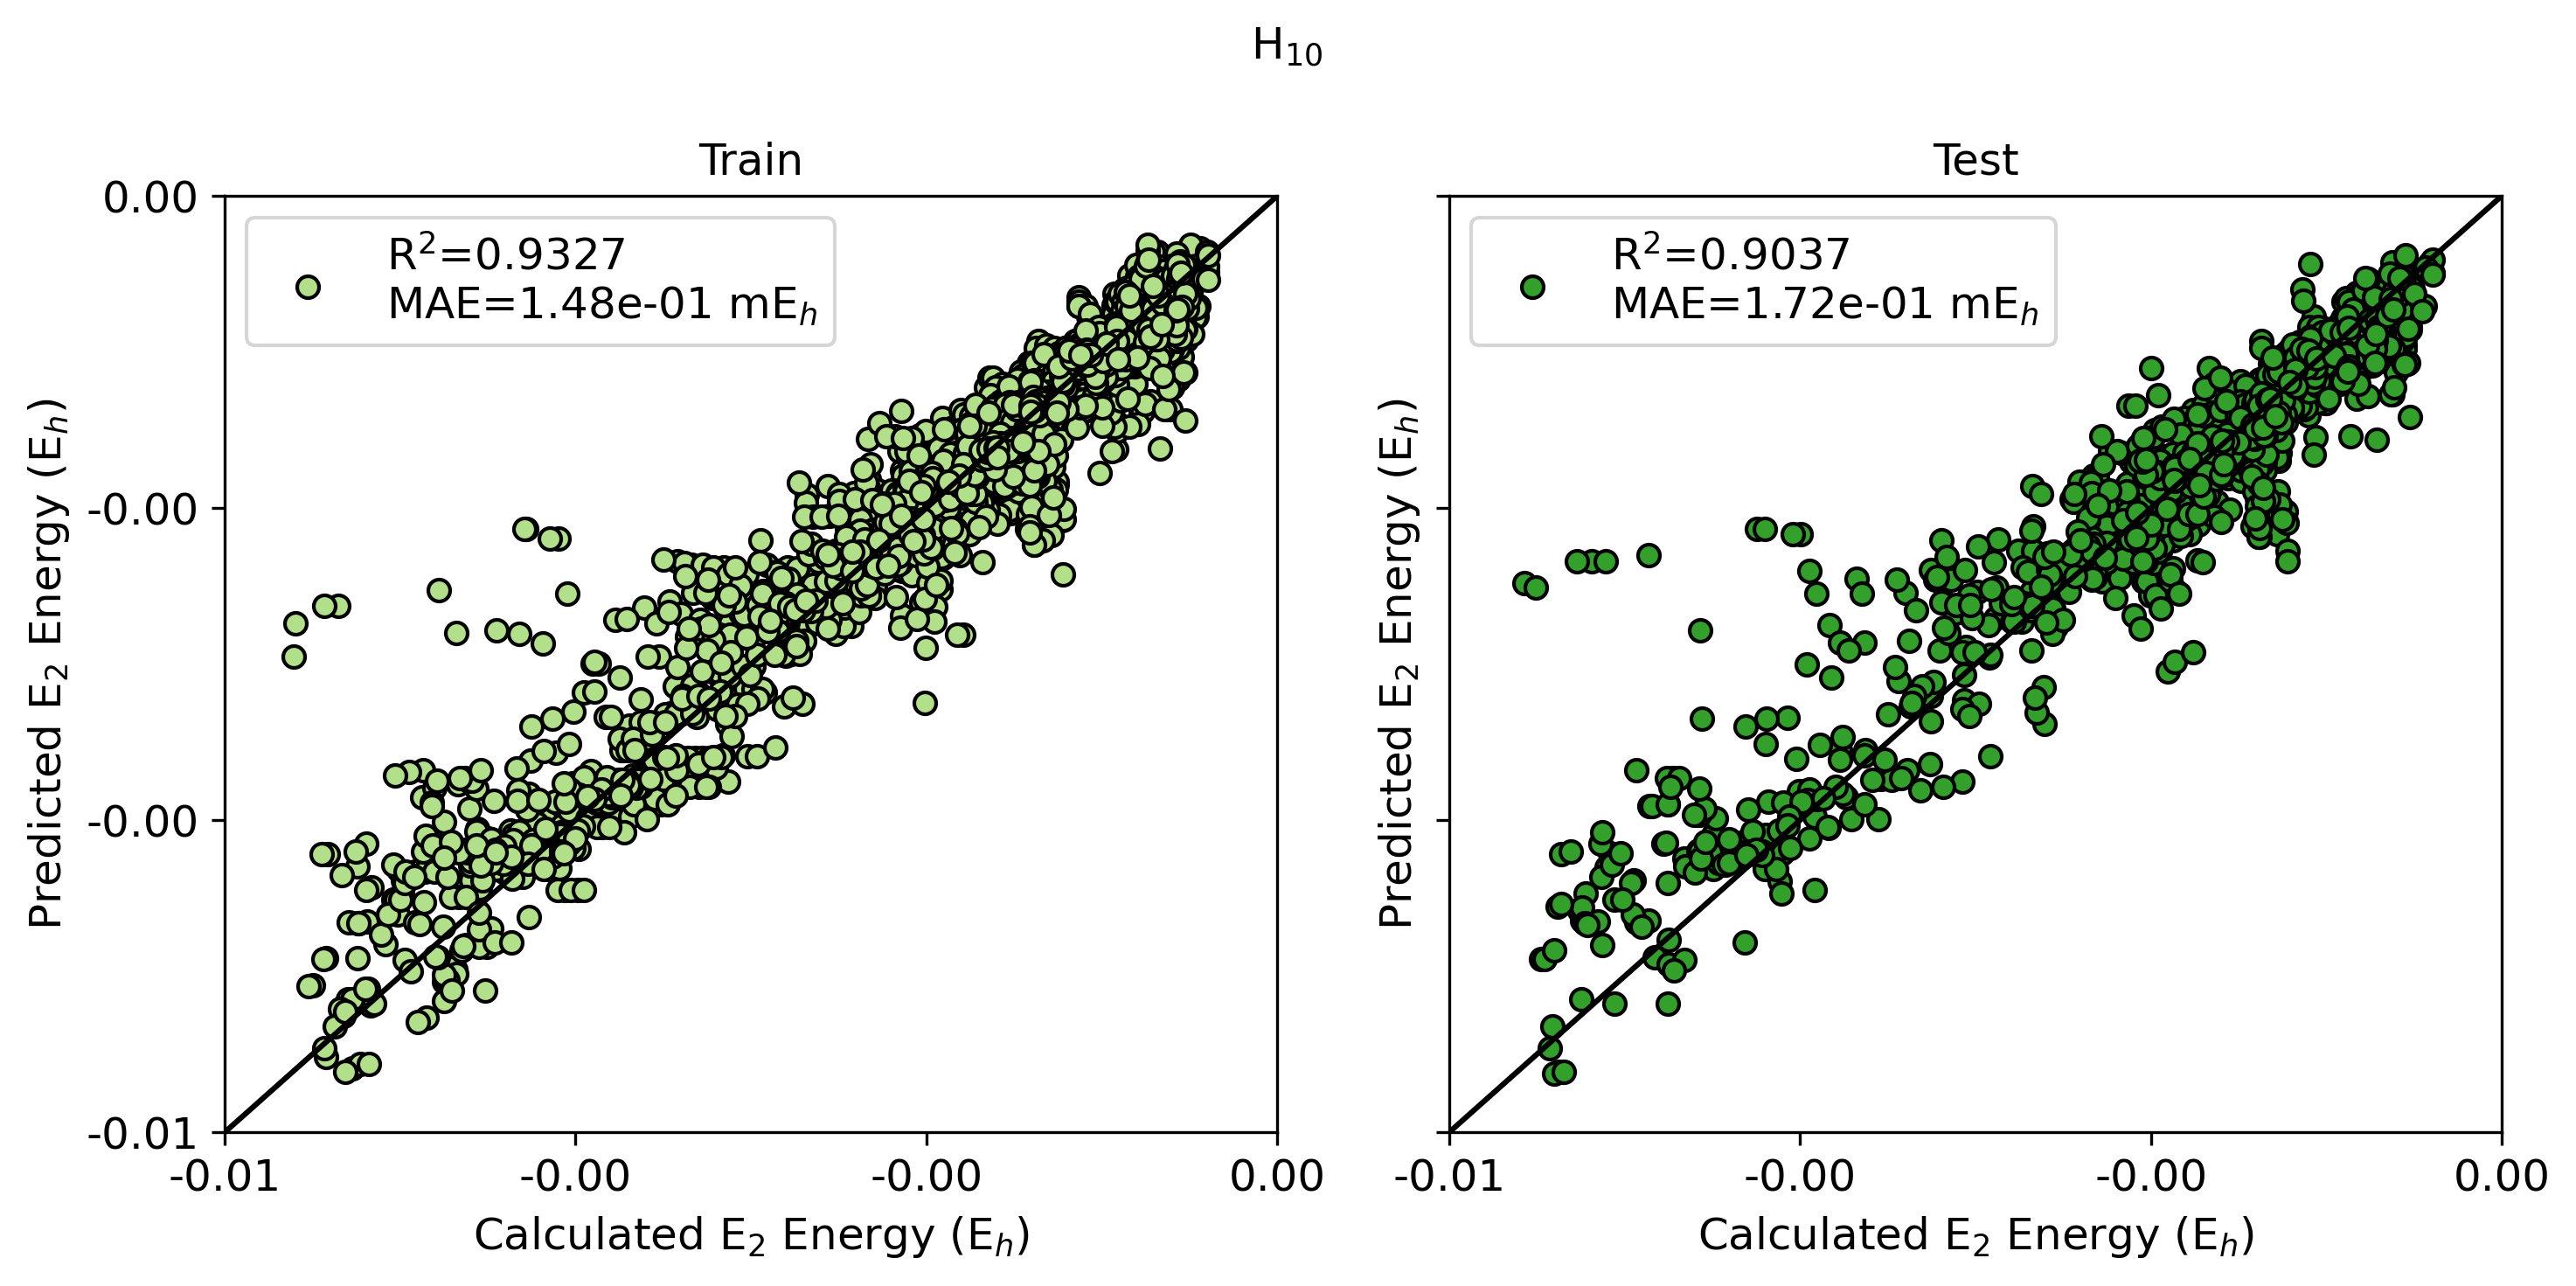 H₁₀
Train
R²=0.9327
MAE=1.48e-01 mEₕ
0.00
-0.00
-0.00
-0.01
Predicted E₂ Energy (Eₕ)
-0.01 -0.00 -0.00 0.00
Calculated E₂ Energy (Eₕ)
Test
R²=0.9037
MAE=1.72e-01 mEₕ
Predicted E₂ Energy (Eₕ)
-0.01 -0.00 -0.00 0.00
Calculated E₂ Energy (Eₕ)